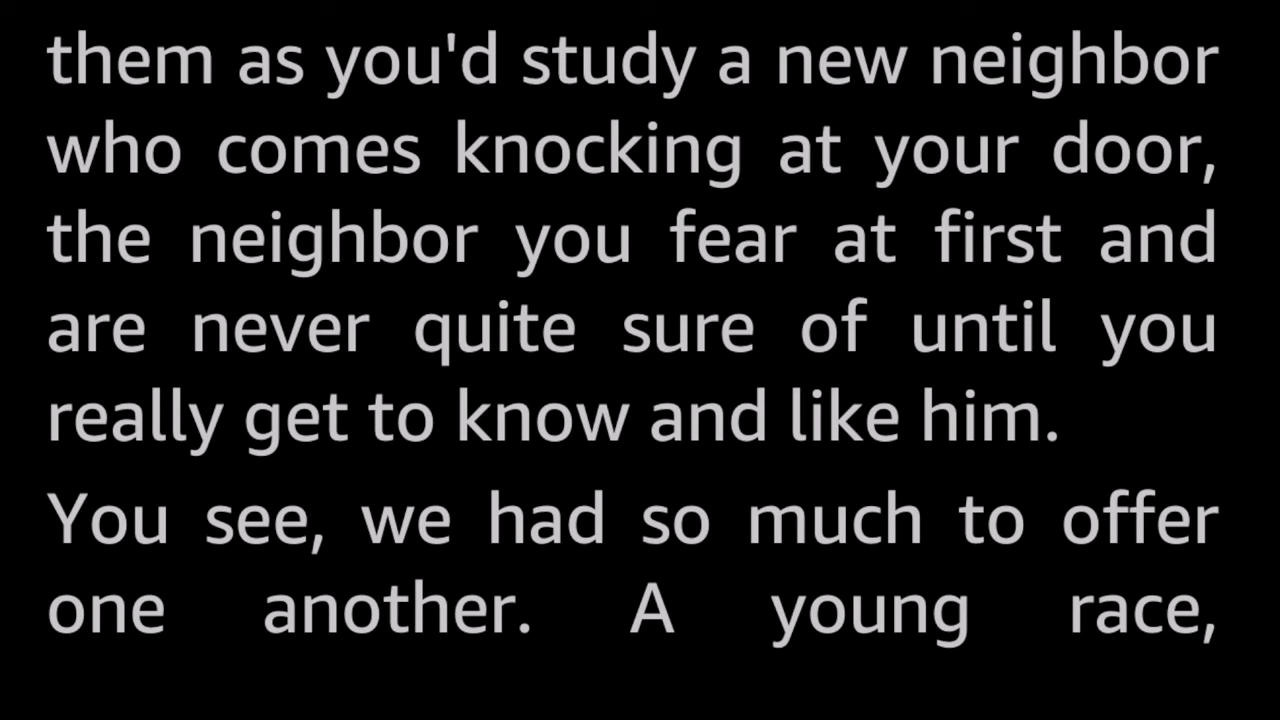 them as you'd study a new neighbor
who comes knocking at your door,
the neighbor you fear at first and
are never quite sure of until you
really get to know and like him.
You see, we had so much to offer
one another. A young race,